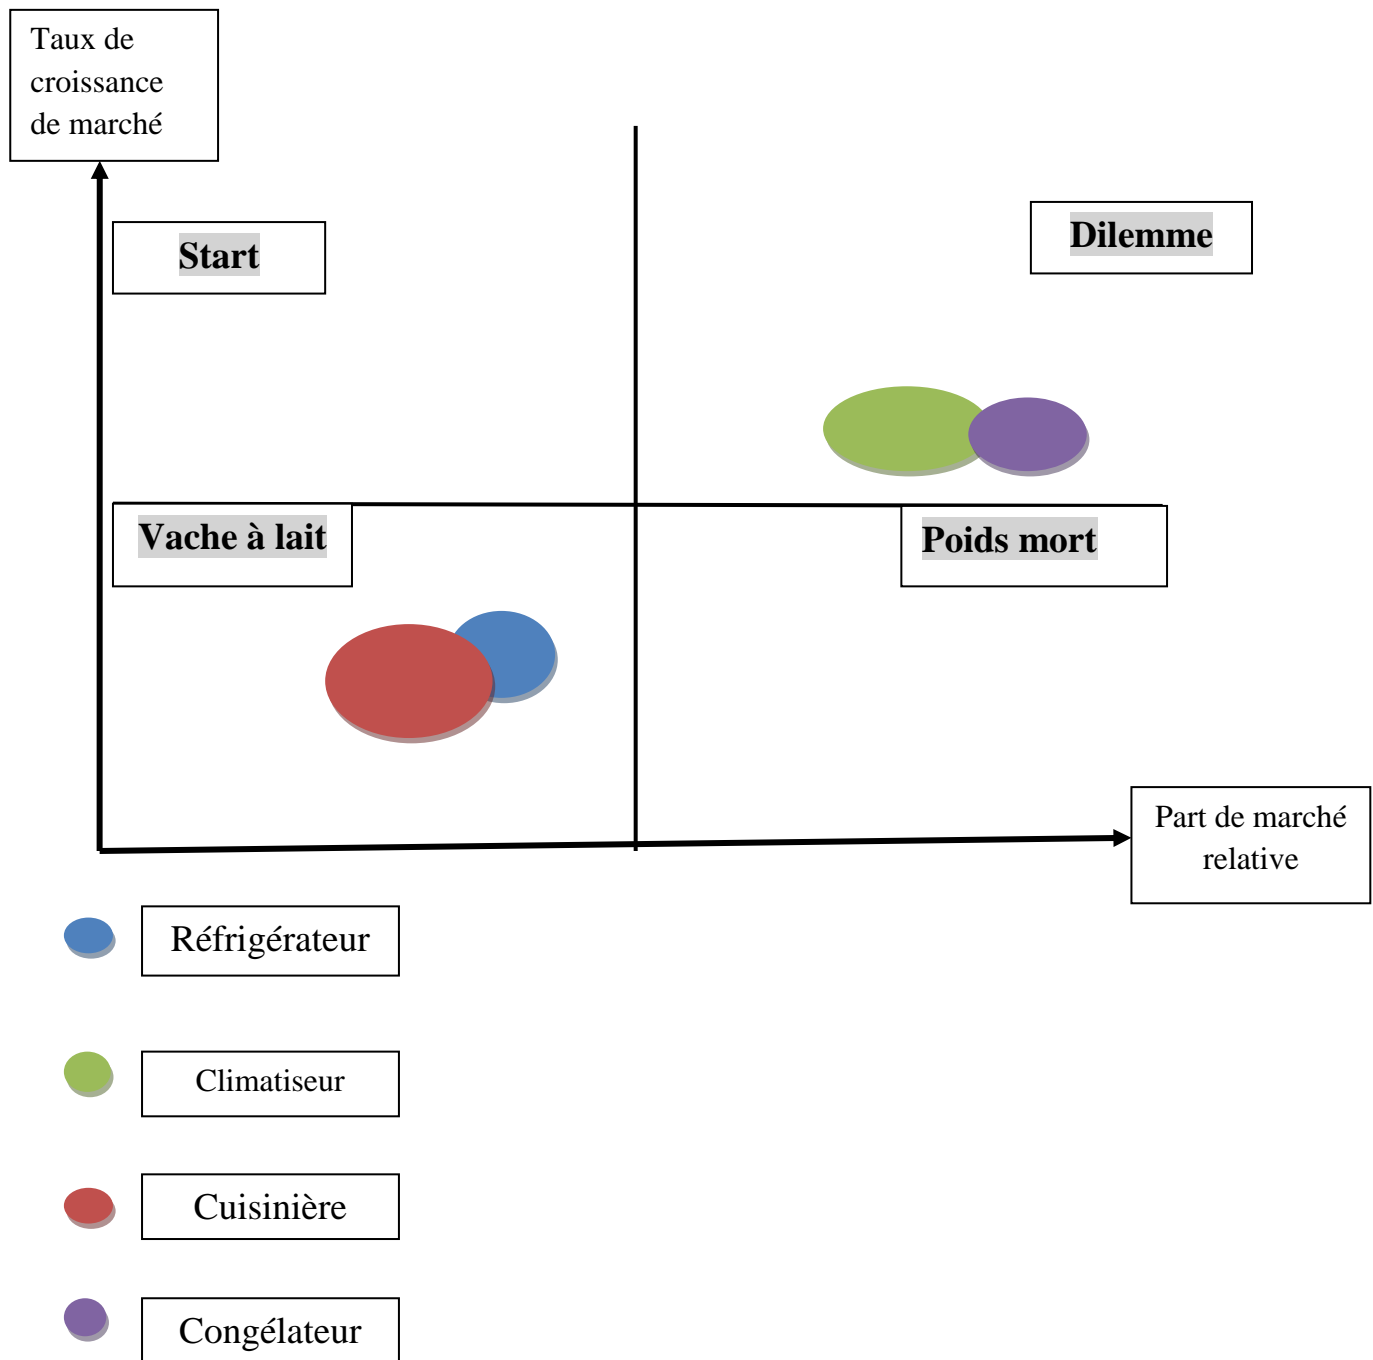 Taux de
croissance
de marché
Start
Dilemme
Vache à lait
Poids mort
Part de marché
relative
Réfrigérateur
Climatiseur
Cuisinière
Congélateur